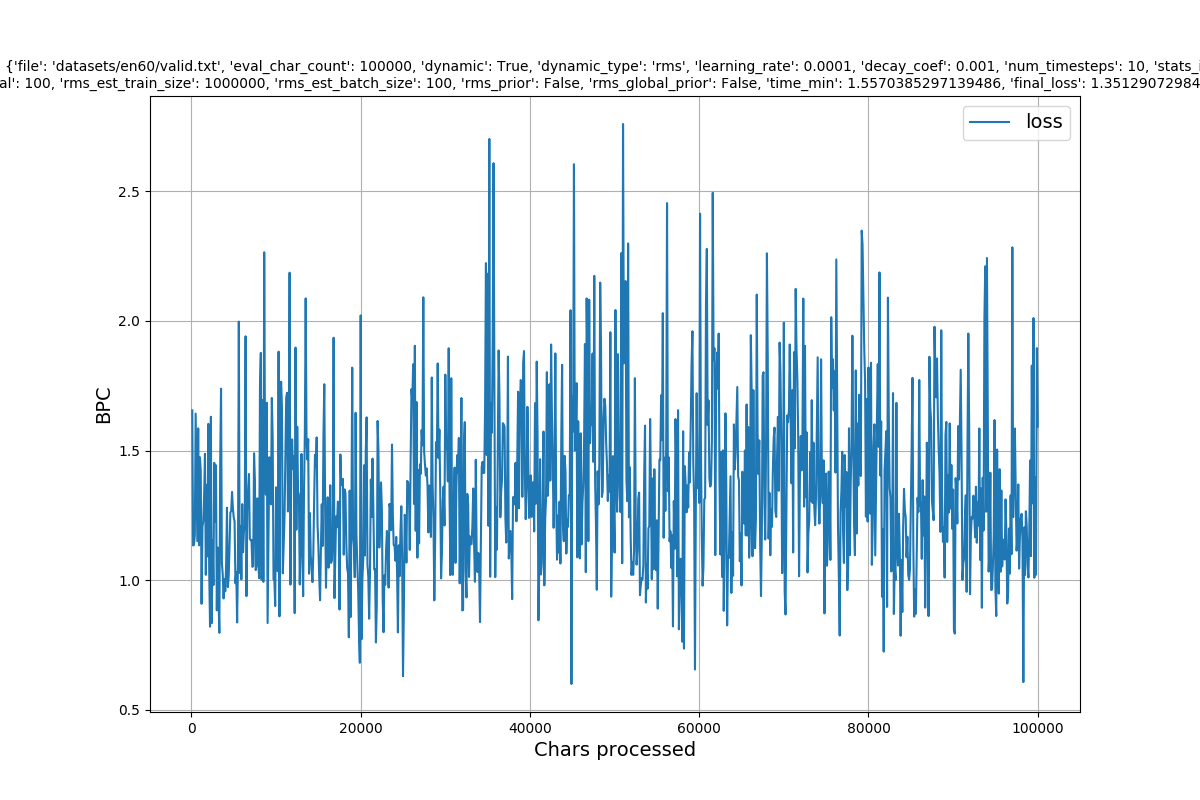 {'file': 'datasets/en60/valid.txt', 'eval_char_count': 100000, 'dynamic': True, 'dynamic_type': 'rms', 'learning_rate': 0.0001, 'decay_coef': 0.001, 'num_timesteps': 10, 'stats_i
al': 100, 'rms_est_train_size': 1000000, 'rms_est_batch_size': 100, 'rms_prior': False, 'rms_global_prior': False, 'time_min': 1.5570385297139486, 'final_loss': 1.35129072984
loss
2.5
2.0
1.5
1.0
0.5
BPC
0 20000 40000 60000 80000 100000
Chars processed